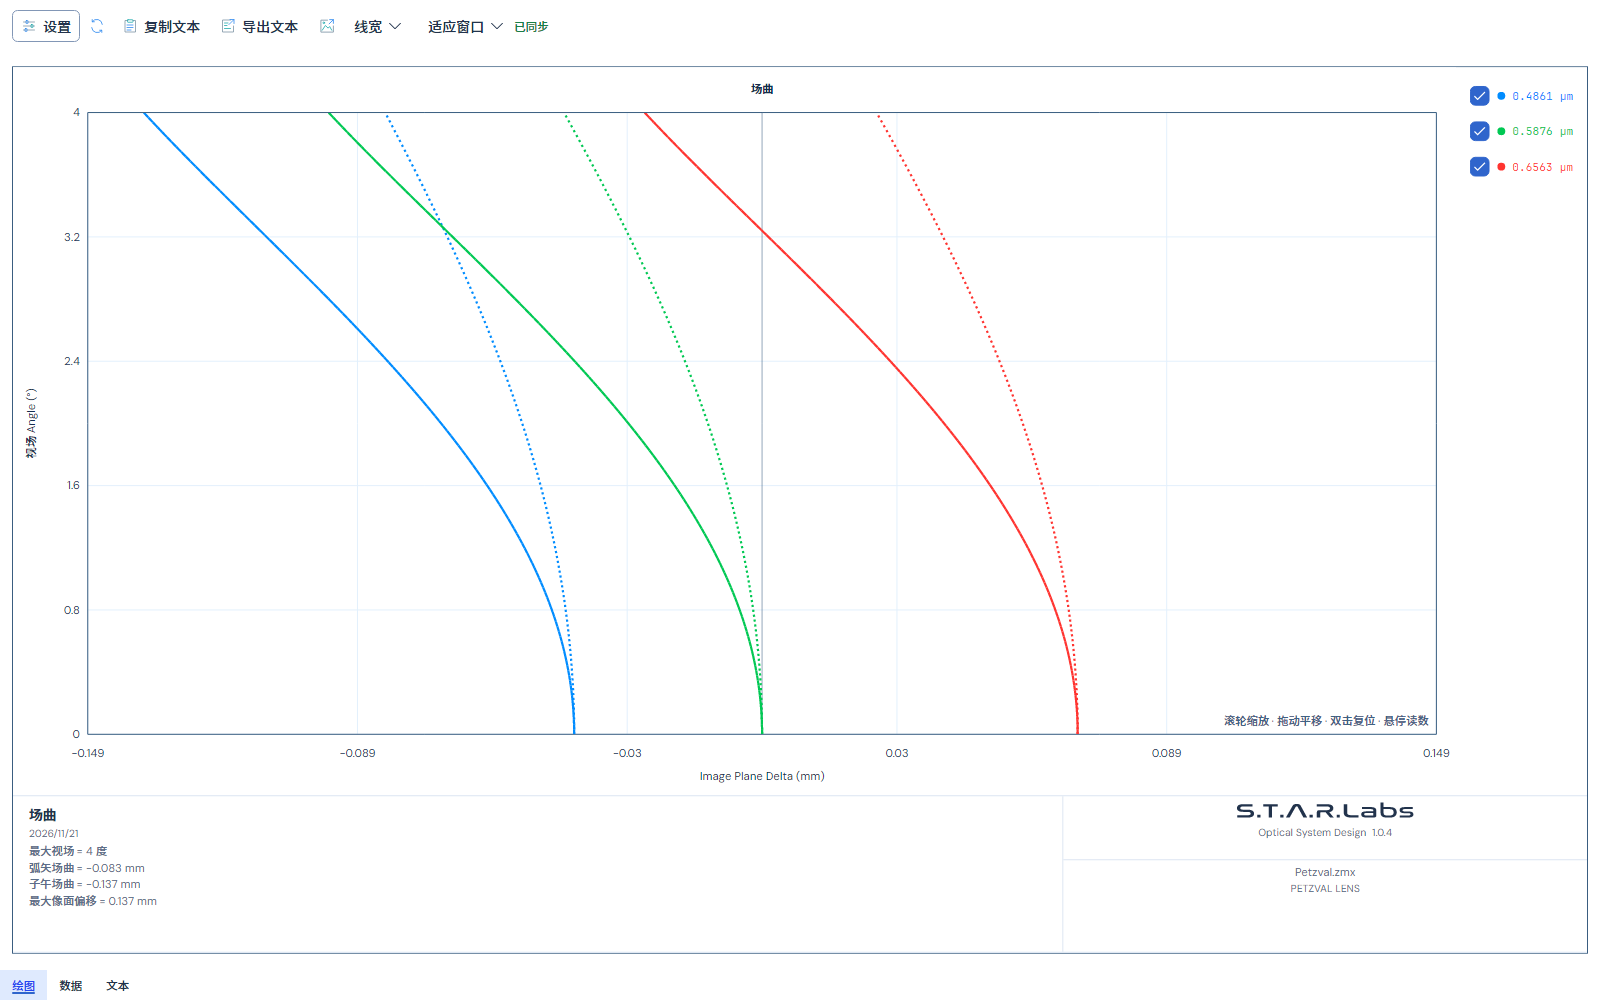 设置 复制文本 导出文本 线宽 适应窗口 已同步
场曲
0.4861 µm
0.5876 µm
0.6563 µm
4
3.2
2.4
1.6
0.8
0
视场 Angle (°)
滚轮缩放 · 拖动平移 · 双击复位 · 悬停读数
−0.149 −0.089 −0.03 0.03 0.089 0.149
Image Plane Delta (mm)
场曲
2026/11/21
最大视场 = 4 度
弧矢场曲 = −0.083 mm
子午场曲 = −0.137 mm
最大像面偏移 = 0.137 mm
S.T.A.R.Labs
Optical System Design 1.0.4
Petzval.zmx
PETZVAL LENS
绘图 数据 文本